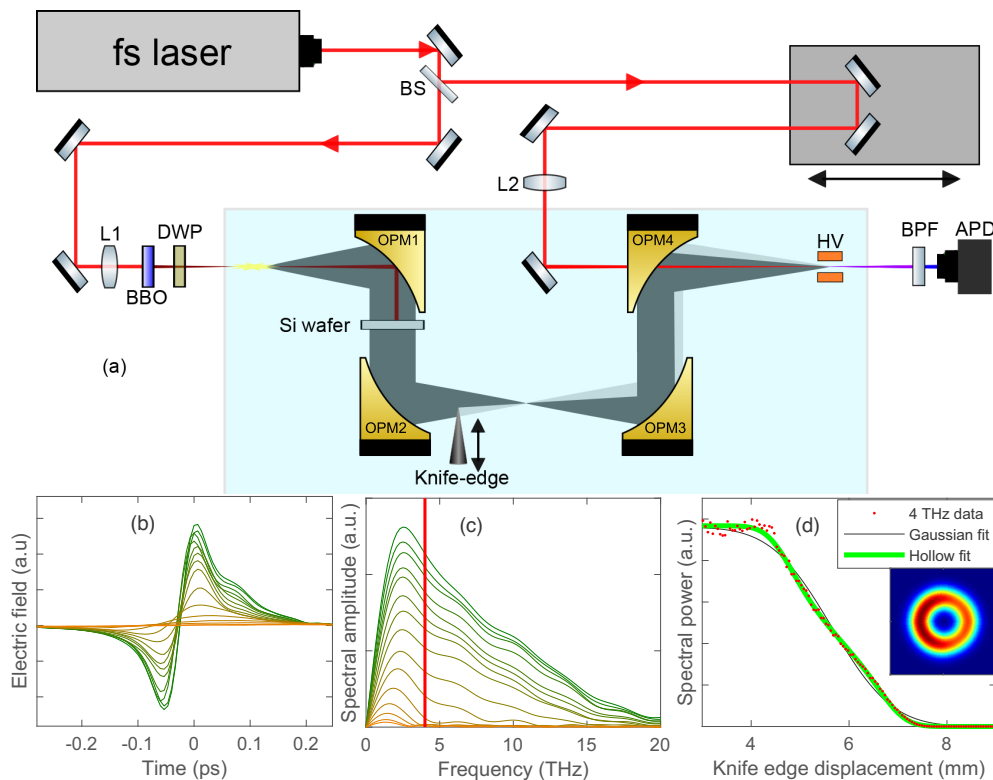 fs laser
BS
L2
L1
DWP
BBO
OPM1
OPM4
HV
BPF
APD
Si wafer
(a)
OPM2
OPM3
Knife-edge
(b)
Electric field (a.u)
-0.2
-0.1
0
0.1
0.2
Time (ps)
(c)
Spectral amplitude (a.u.)
0
5
10
15
20
Frequency (THz)
(d)
4 THz data
Gaussian fit
Hollow fit
Spectral power (a.u.)
4
6
8
Knife edge displacement (mm)